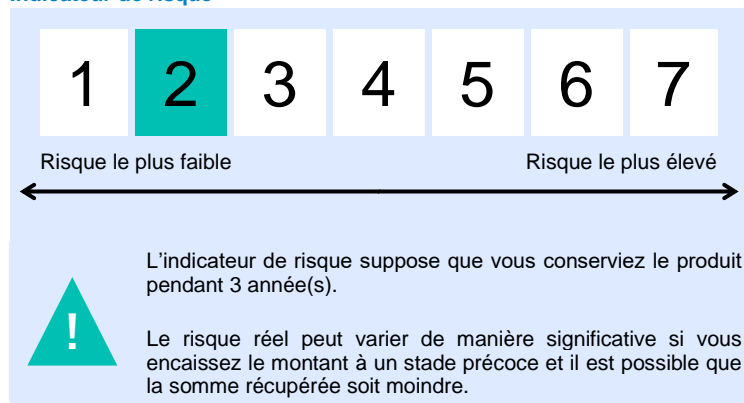 Indicateur de risque
1 2 3 4 5 6 7
Risque le plus faible Risque le plus élevé
L'indicateur de risque suppose que vous conserviez le produit
pendant 3 année(s).
!
Le risque réel peut varier de manière significative si vous
encaissez le montant à un stade précoce et il est possible que
la somme récupérée soit moindre.